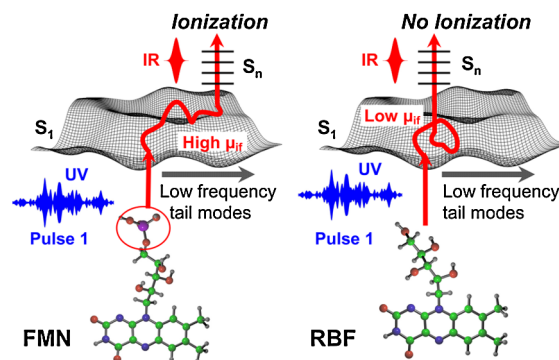 Ionization
IR
Sn
S1
High μif
UV
Low frequency
tail modes
Pulse 1
FMN
No Ionization
IR
Sn
S1
Low μif
UV
Low frequency
tail modes
Pulse 1
RBF